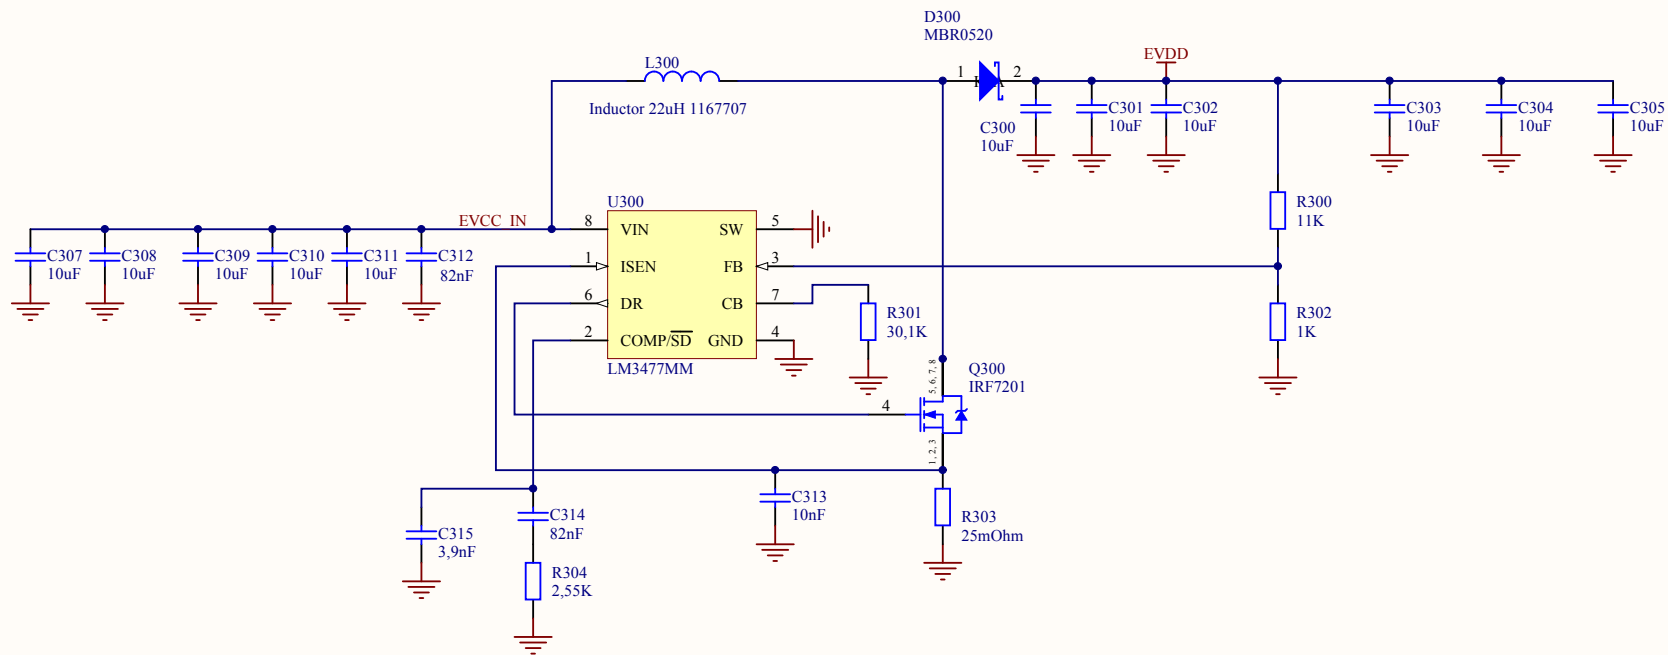 D300
MBR0520
EVDD
L300
1
2
Inductor 22uH 1167707
C300
10uF
C301
10uF
C302
10uF
C303
10uF
C304
10uF
C305
10uF
U300
R300
11K
EVCC_IN
8
VIN
SW
5
C307
10uF
C308
10uF
C309
10uF
C310
10uF
C311
10uF
C312
82nF
1
ISEN
FB
3
6
DR
CB
7
R301
30,1K
R302
1K
2
COMP/SD
GND
4
LM3477MM
5, 6, 7, 8
Q300
IRF7201
4
1, 2, 3
C313
10nF
R303
25mOhm
C314
82nF
C315
3,9nF
R304
2,55K